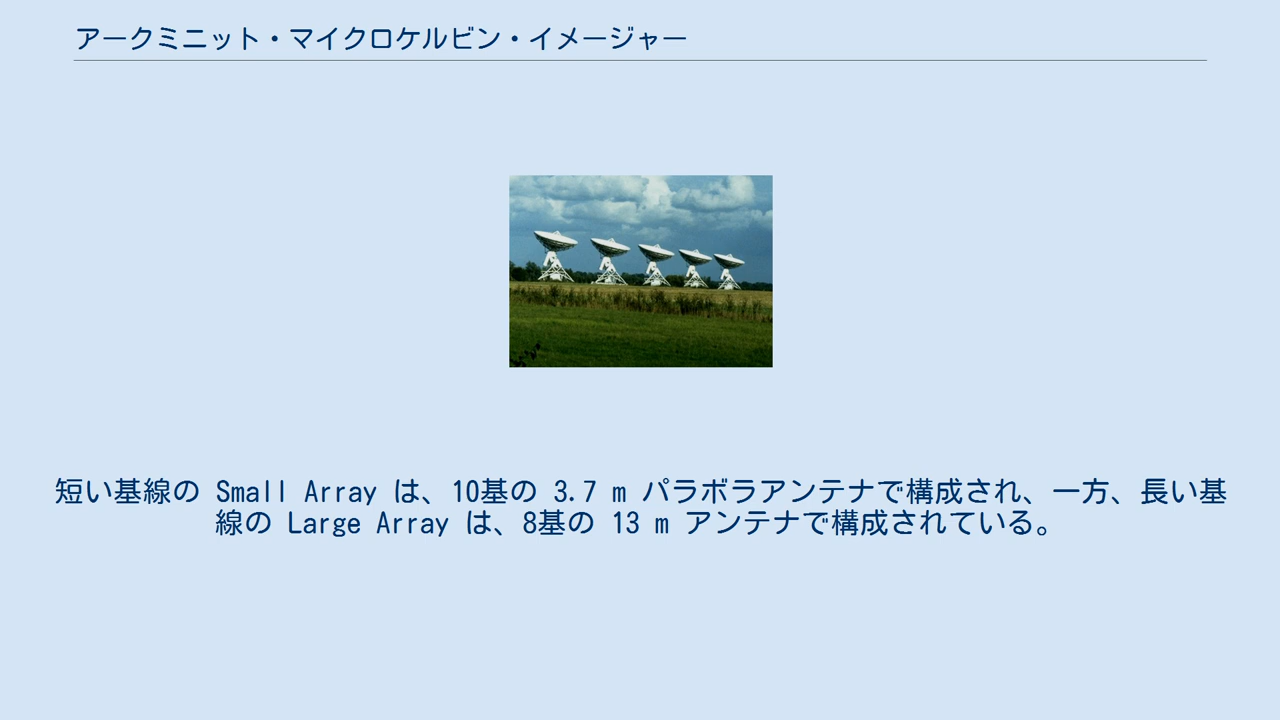 アークミニット・マイクロケルビン・イメージャー
短い基線の Small Array は、10基の 3.7 m パラボラアンテナで構成され、一方、長い基
線の Large Array は、8基の 13 m アンテナで構成されている。